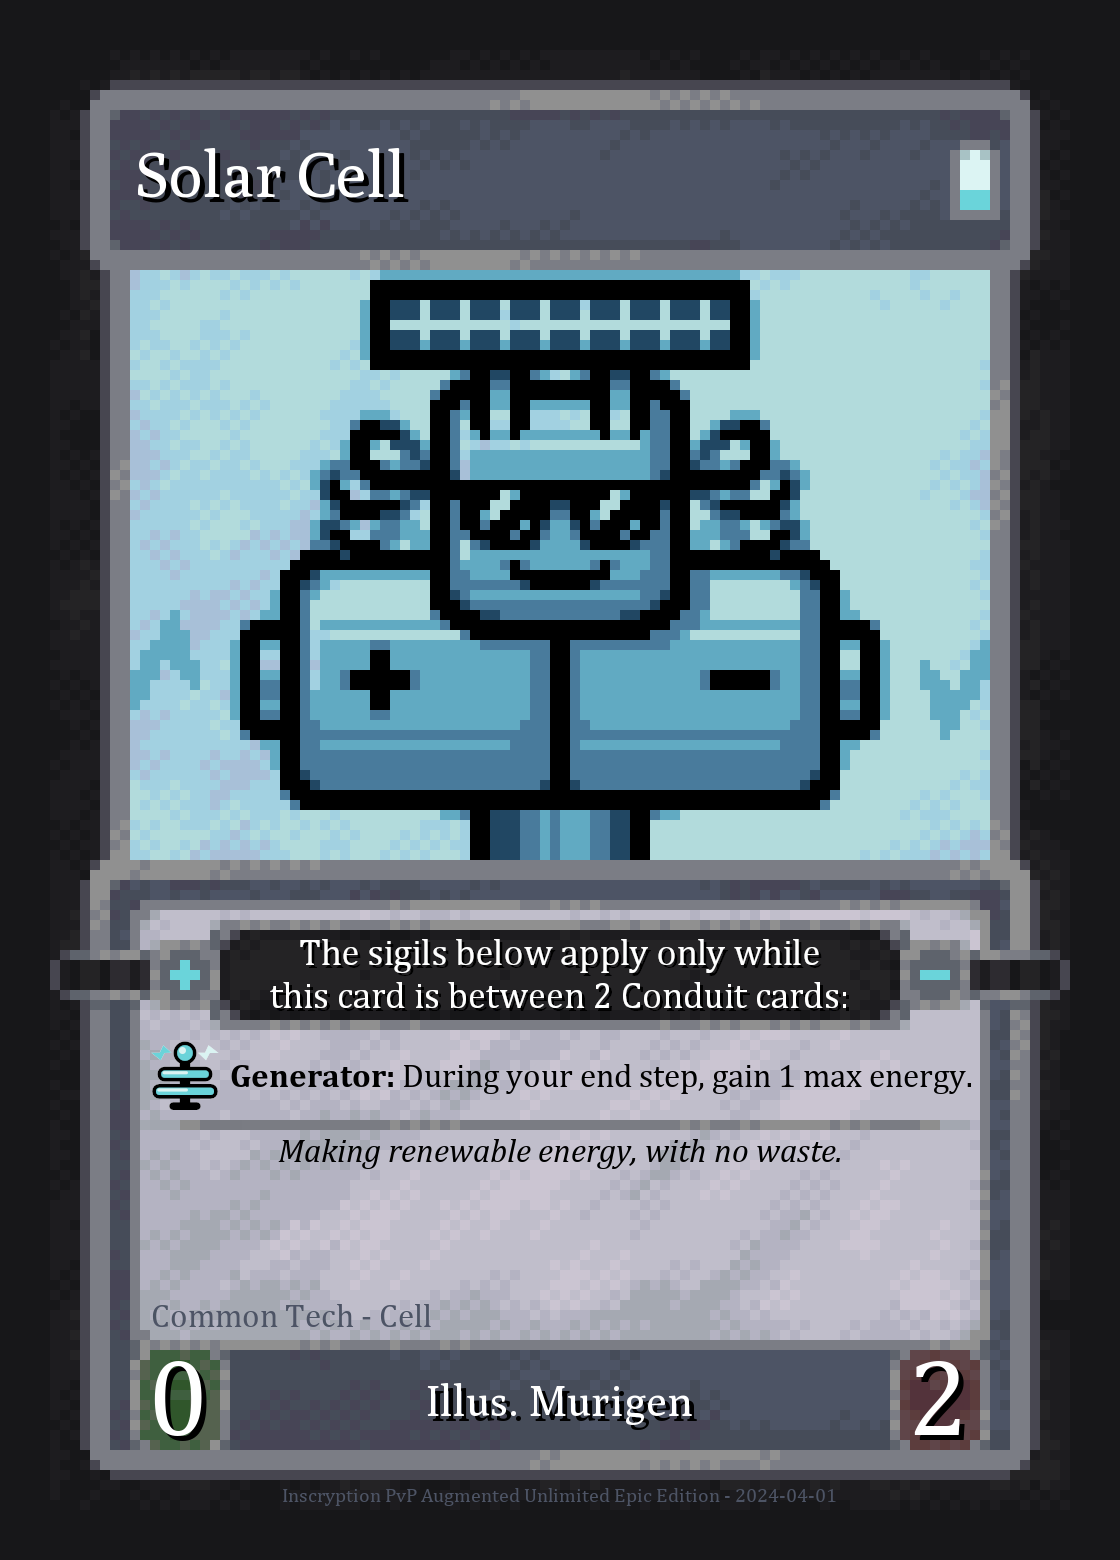 Solar Cell
The sigils below apply only while
this card is between 2 Conduit cards:
Generator: During your end step, gain 1 max energy.
Making renewable energy, with no waste.
Common Tech - Cell
0
Illus. Murigen
2
Inscryption PvP Augmented Unlimited Epic Edition - 2024-04-01